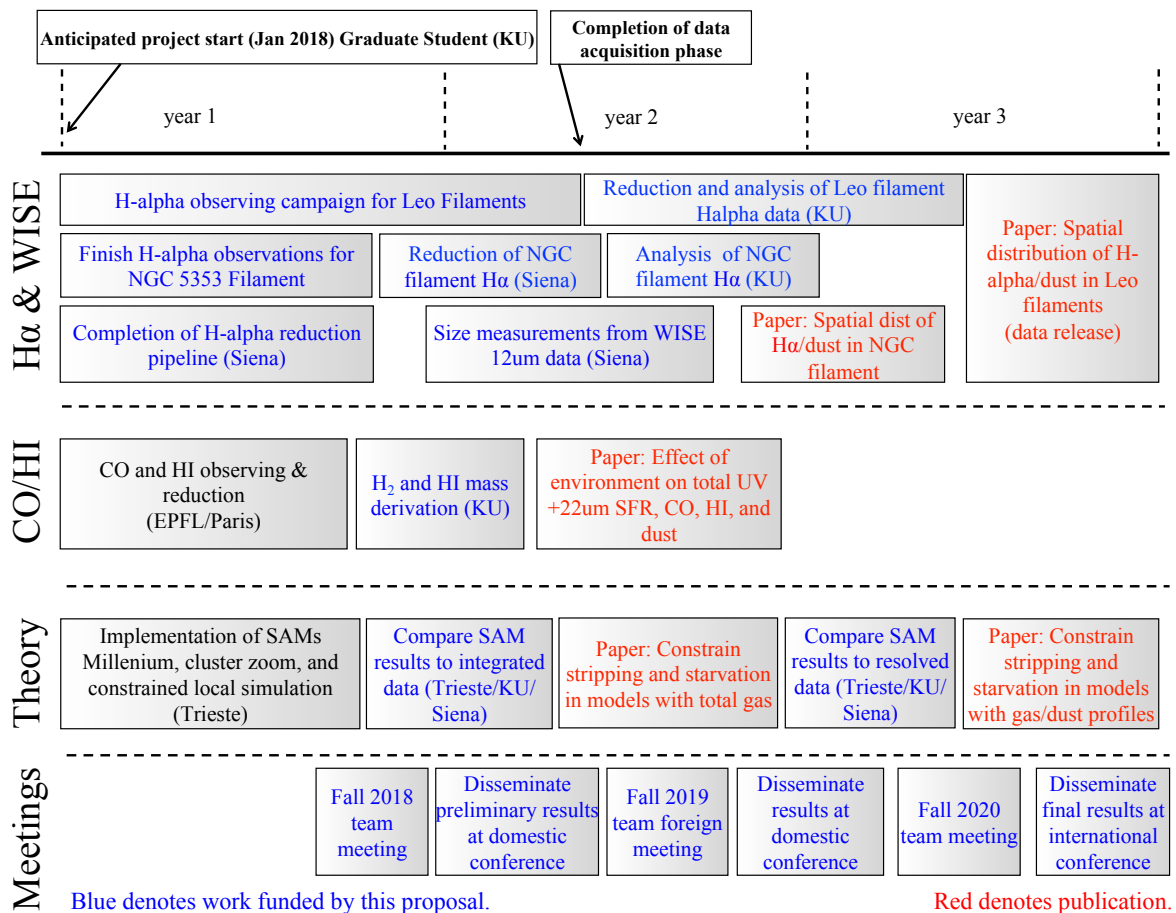 Anticipated project start (Jan 2018) Graduate Student (KU)
Completion of data
acquisition phase
year 1
year 2
year 3
Hα & WISE
H-alpha observing campaign for Leo Filaments
Reduction and analysis of Leo filament
Halpha data (KU)
Paper: Spatial
distribution of H-
alpha/dust in Leo
filaments
(data release)
Finish H-alpha observations for
NGC 5353 Filament
Reduction of NGC
filament Hα (Siena)
Analysis of NGC
filament Hα (KU)
Completion of H-alpha reduction
pipeline (Siena)
Size measurements from WISE
12um data (Siena)
Paper: Spatial dist of
Hα/dust in NGC
filament
CO/HI
CO and HI observing &
reduction
(EPFL/Paris)
H2 and HI mass
derivation (KU)
Paper: Effect of
environment on total UV
+22um SFR, CO, HI, and
dust
Theory
Implementation of SAMs
Millenium, cluster zoom, and
constrained local simulation
(Trieste)
Compare SAM
results to integrated
data (Trieste/KU/
Siena)
Paper: Constrain
stripping and starvation
in models with total gas
Compare SAM
results to resolved
data (Trieste/KU/
Siena)
Paper: Constrain
stripping and
starvation in models
with gas/dust profiles
Meetings
Fall 2018
team
meeting
Disseminate
preliminary results
at domestic
conference
Fall 2019
team foreign
meeting
Disseminate
results at
domestic
conference
Fall 2020
team meeting
Disseminate
final results at
international
conference
Blue denotes work funded by this proposal.
Red denotes publication.